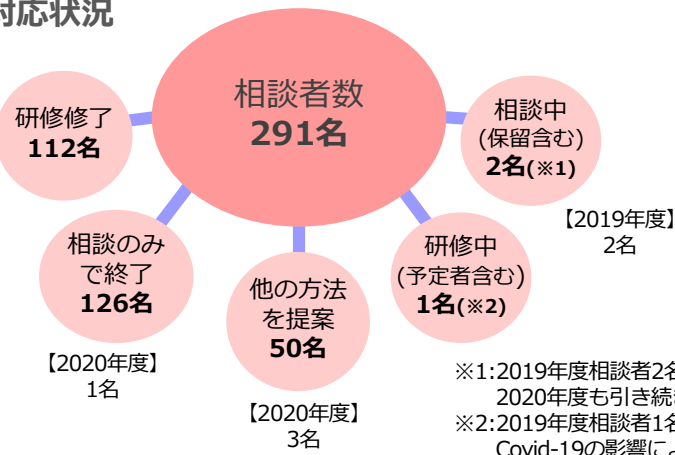 対応状況
相談者数
291名
研修修了
112名
相談のみ
で終了
126名
【2020年度】
1名
他の方法
を提案
50名
【2020年度】
3名
研修中
(予定者含む)
1名(※2)
相談中
(保留含む)
2名(※1)
【2019年度】
2名
※1:2019年度相談者2名
2020年度も引き続
※2:2019年度相談者1名
Covid-19の影響に